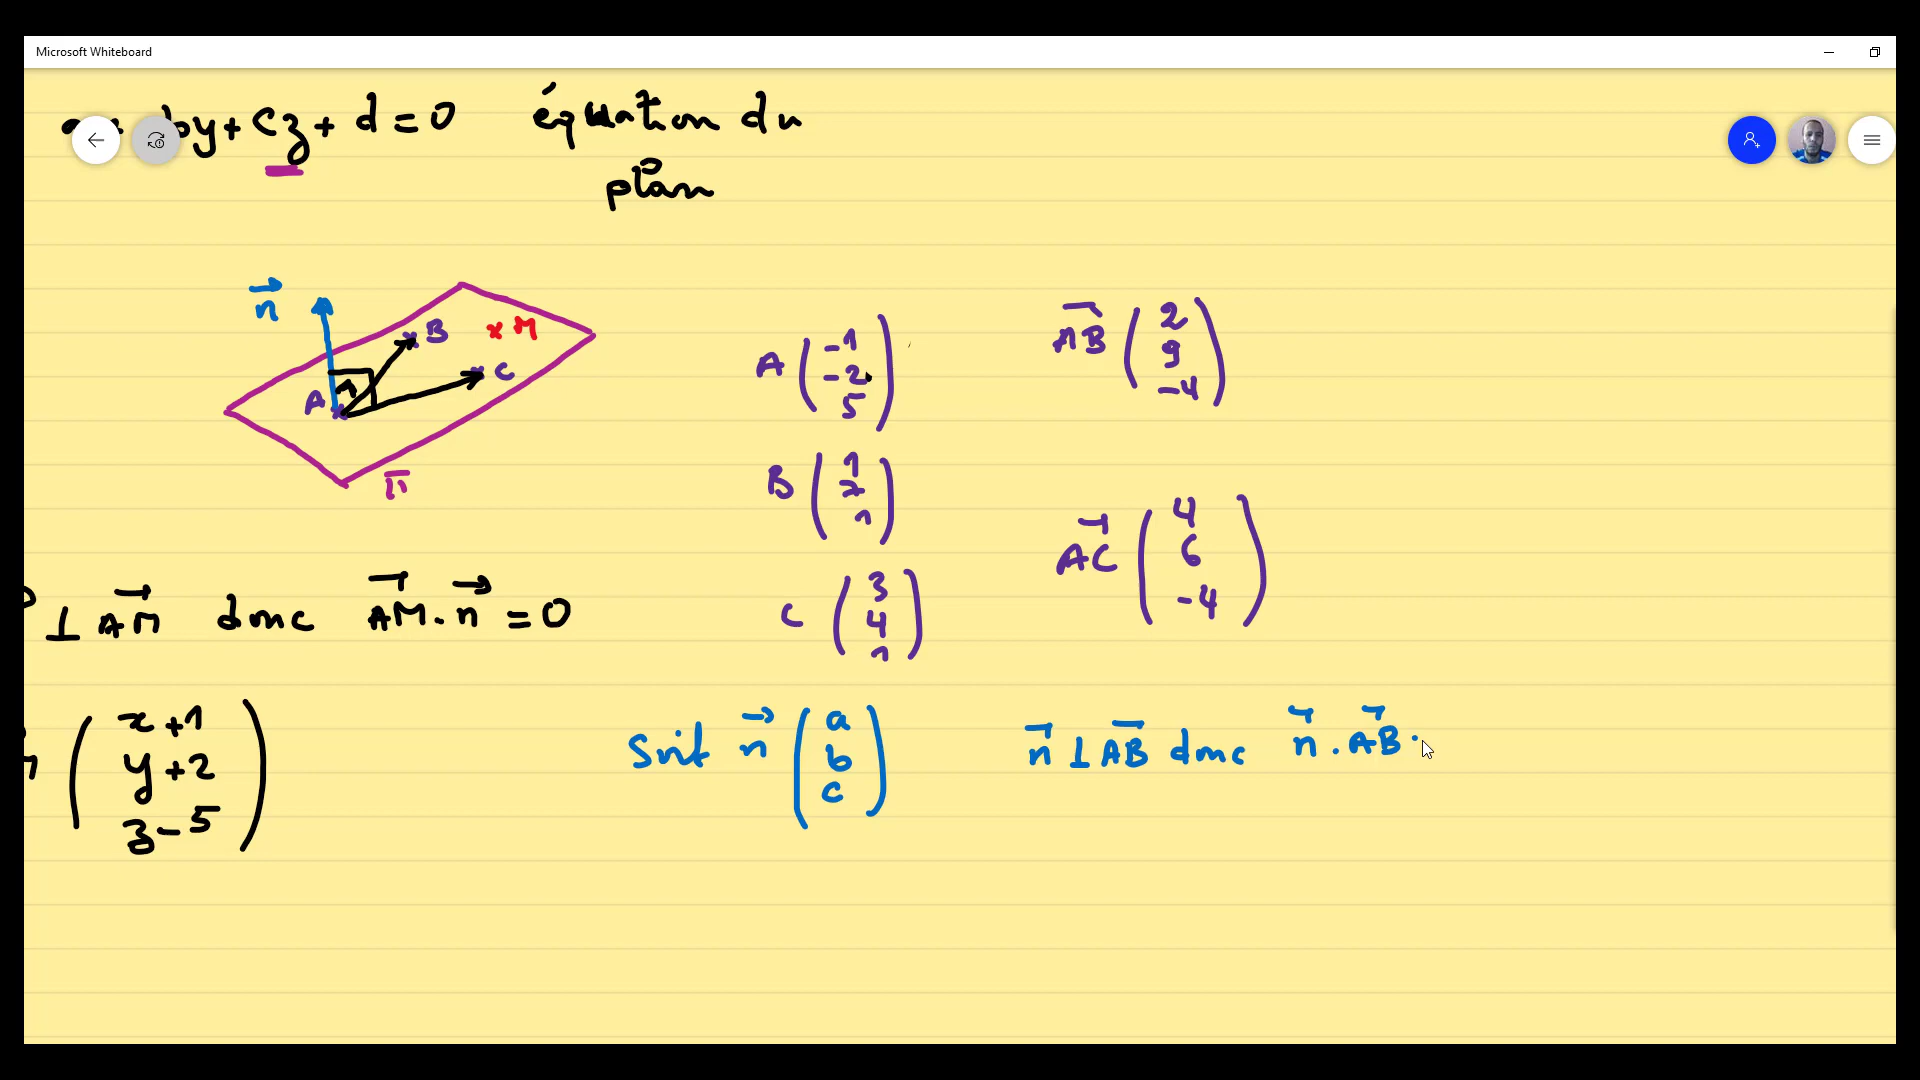 Microsoft Whiteboard
by + cz + d = 0 équation du
plan
n
B
x M
A
C
π
A ( -1 -2 5 )
AB ( 2 9 -4 )
B ( 1 7 1 )
AC ( 4 6 -4 )
C ( 3 4 1 )
⊥ AM donc AM . n = 0
( x+1 y+2 z-5 )
Soit n ( a b c )
n ⊥ AB donc n . AB